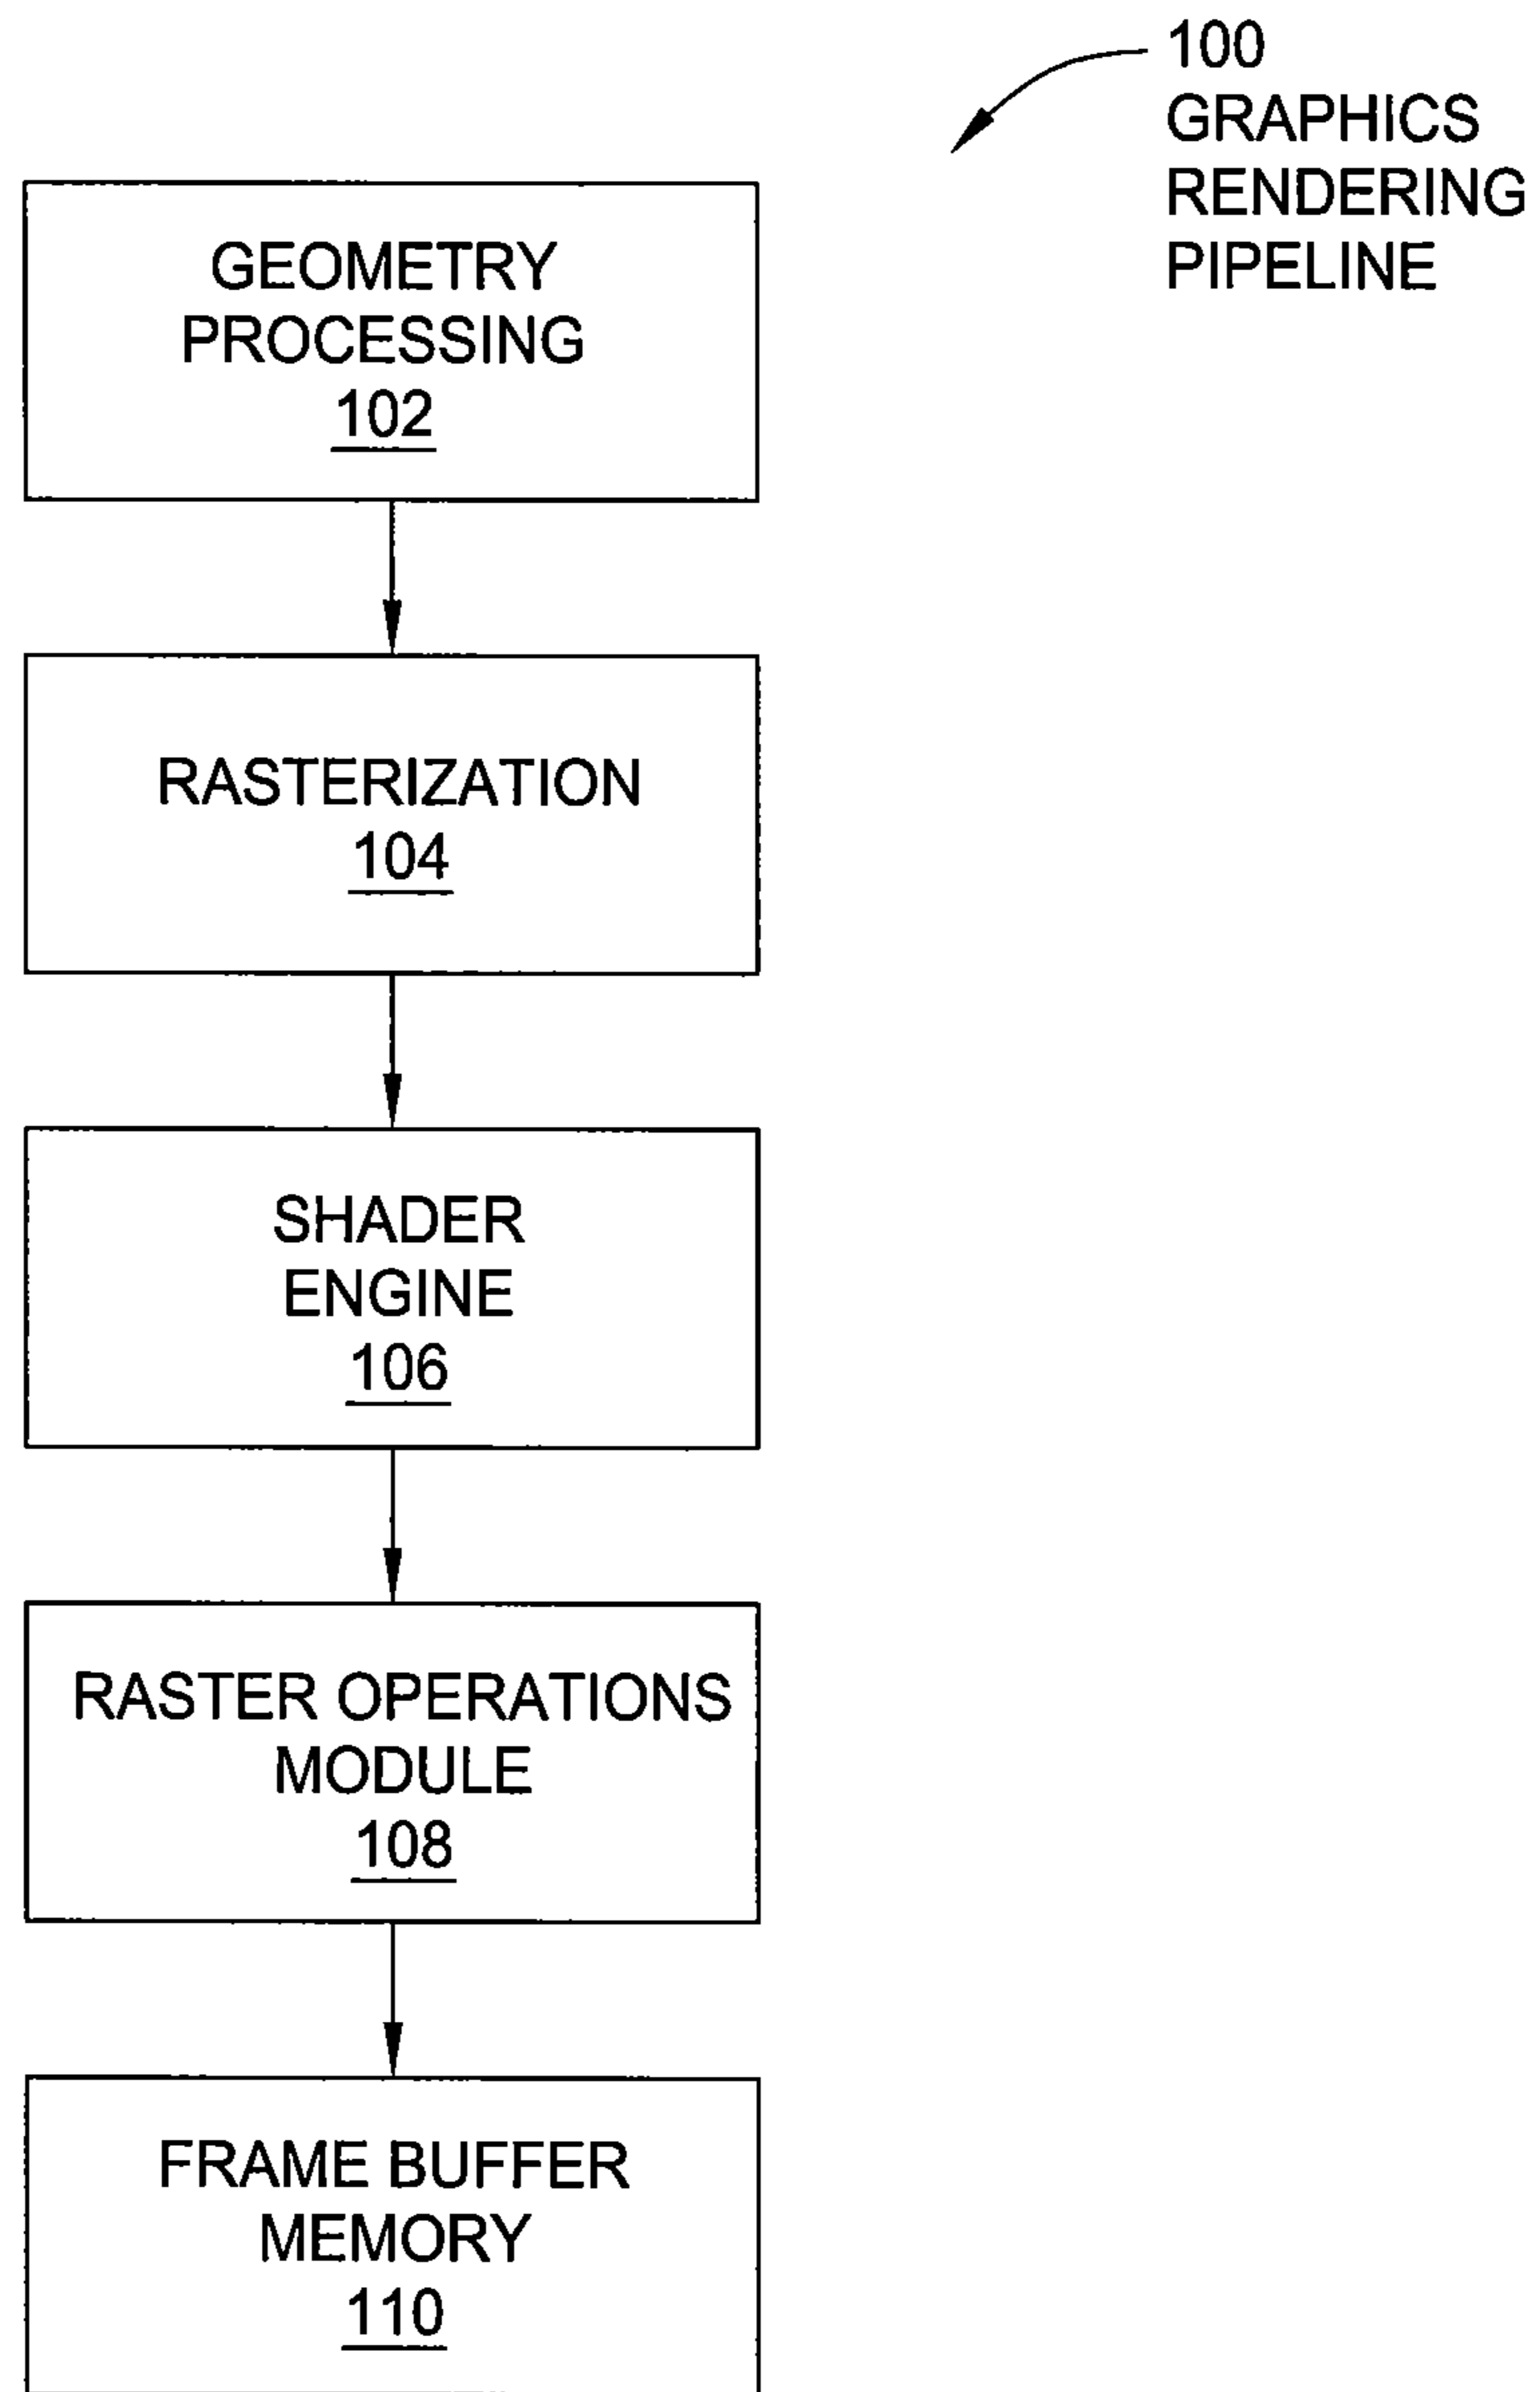 100
GRAPHICS
RENDERING
PIPELINE
GEOMETRY
PROCESSING
102
RASTERIZATION
104
SHADER
ENGINE
106
RASTER OPERATIONS
MODULE
108
FRAME BUFFER
MEMORY
110